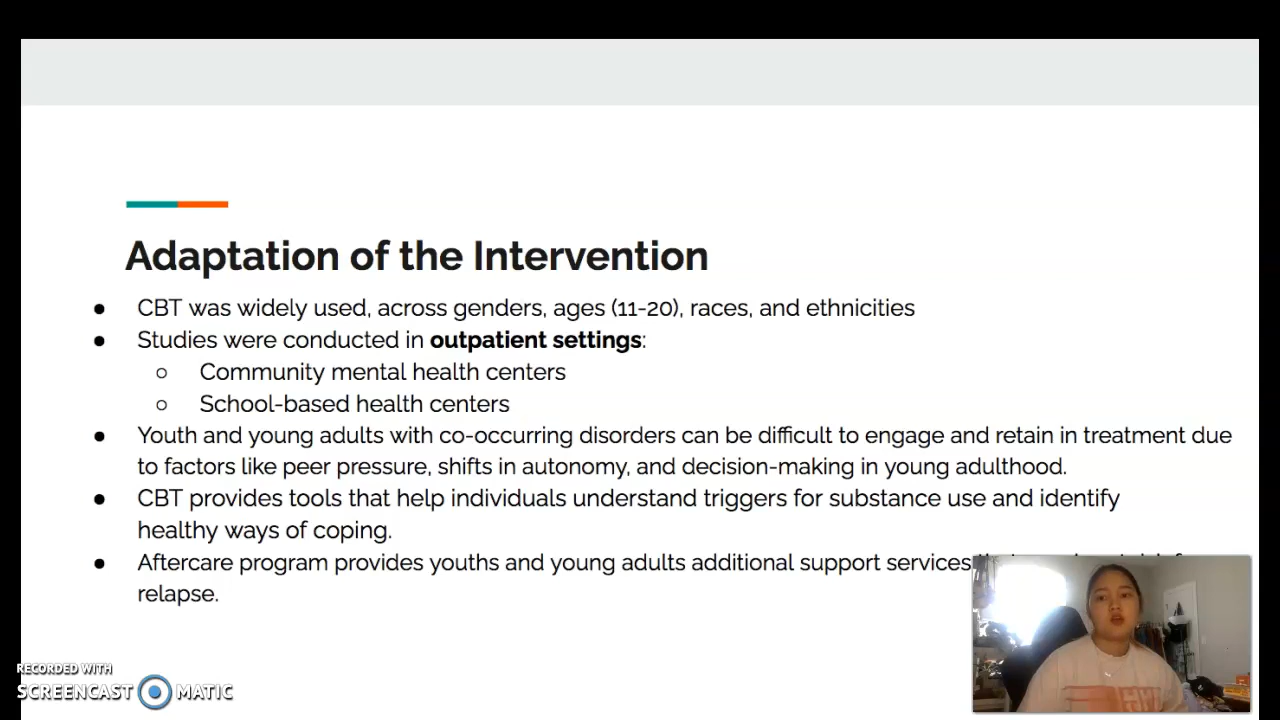 Adaptation of the Intervention
● CBT was widely used, across genders, ages (11-20), races, and ethnicities
● Studies were conducted in outpatient settings:
○ Community mental health centers
○ School-based health centers
● Youth and young adults with co-occurring disorders can be difficult to engage and retain in treatment due
to factors like peer pressure, shifts in autonomy, and decision-making in young adulthood.
● CBT provides tools that help individuals understand triggers for substance use and identify
healthy ways of coping.
● Aftercare program provides youths and young adults additional support services
relapse.
RECORDED WITH
SCREENCAST MATIC